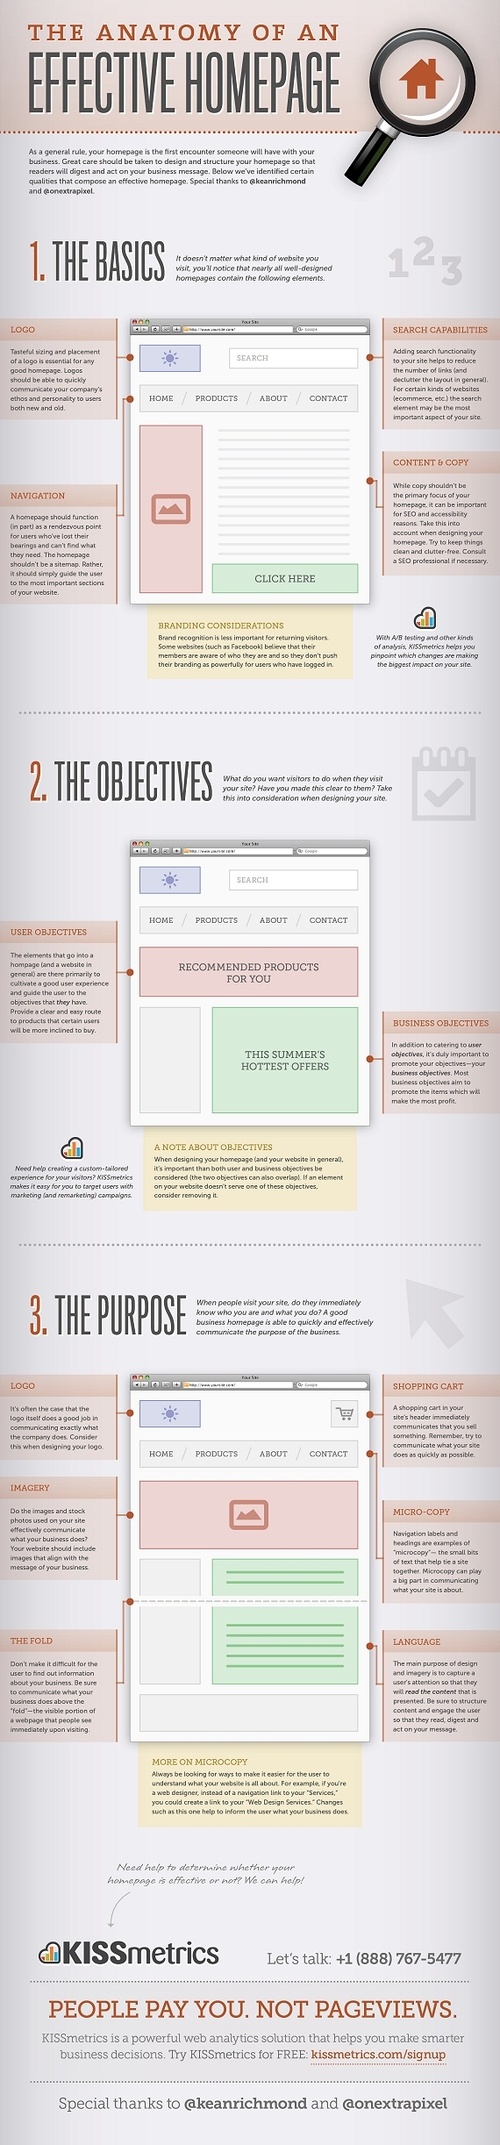 THE ANATOMY OF AN
EFFECTIVE HOMEPAGE
As a general rule, your homepage is the first encounter someone will have with your
business. Great care should be taken to design and structure your homepage so that
readers will digest and act on your business message. Below we've identified certain
qualities that compose an effective homepage. Special thanks to @keanrichmond
and @onextrapixel.
1. THE BASICS
It doesn't matter what kind of website you
visit, you'll notice that nearly all well-designed
homepages contain the following elements.
1 2 3
LOGO
Tasteful sizing and placement
of a logo is essential for any
good homepage. Logos
should be able to quickly
communicate your company's
ethos and personality to users
both new and old.
NAVIGATION
A homepage should function
(in part) as a rendezvous point
for users who've lost their
bearings and can't find what
they need. The homepage
shouldn't be a sitemap. Rather,
it should simply guide the user
to the most important sections
of your website.
Your Site
http://www.yoursite.com/
Google
SEARCH
HOME / PRODUCTS / ABOUT / CONTACT
CLICK HERE
SEARCH CAPABILITIES
Adding search functionality
to your site helps to reduce
the number of links (and
declutter the layout in general).
For certain kinds of websites
(ecommerce, etc.) the search
element may be the most
important aspect of your site.
CONTENT & COPY
While copy shouldn't be
the primary focus of your
homepage, it can be important
for SEO and accessibility
reasons. Take this into
account when designing your
homepage. Try to keep things
clean and clutter-free. Consult
a SEO professional if necessary.
BRANDING CONSIDERATIONS
Brand recognition is less important for returning visitors.
Some websites (such as Facebook) believe that their
members are aware of who they are and so they don't push
their branding as powerfully for users who have logged in.
With A/B testing and other kinds
of analysis, KISSmetrics helps you
pinpoint which changes are making
the biggest impact on your site.
2. THE OBJECTIVES
What do you want visitors to do when they visit
your site? Have you made this clear to them? Take
this into consideration when designing your site.
Your Site
http://www.yoursite.com/
Google
SEARCH
HOME / PRODUCTS / ABOUT / CONTACT
RECOMMENDED PRODUCTS
FOR YOU
THIS SUMMER'S
HOTTEST OFFERS
USER OBJECTIVES
The elements that go into a
hompage (and a website in
general) are there primarily to
cultivate a good user experience
and guide the user to the
objectives that they have.
Provide a clear and easy route
to products that certain users
will be more inclined to buy.
BUSINESS OBJECTIVES
In addition to catering to user
objectives, it's duly important to
promote your objectives—your
business objectives. Most
business objectives aim to
promote the items which will
make the most profit.
Need help creating a custom-tailored
experience for your visitors? KISSmetrics
makes it easy for you to target users with
marketing (and remarketing) campaigns.
A NOTE ABOUT OBJECTIVES
When designing your homepage (and your website in general),
it's important than both user and business objectives be
considered (the two objectives can also overlap). If an element
on your website doesn't serve one of these objectives,
consider removing it.
3. THE PURPOSE
When people visit your site, do they immediately
know who you are and what you do? A good
business homepage is able to quickly and effectively
communicate the purpose of the business.
Your Site
http://www.yoursite.com/
Google
HOME / PRODUCTS / ABOUT / CONTACT
LOGO
It's often the case that the
logo itself does a good job in
communicating exactly what
the company does. Consider
this when designing your logo.
IMAGERY
Do the images and stock
photos used on your site
effectively communicate
what your business does?
Your website should include
images that align with the
message of your business.
THE FOLD
Don't make it difficult for the
user to find out information
about your business. Be sure
to communicate what your
business does above the
"fold"—the visible portion of
a webpage that people see
immediately upon visiting.
SHOPPING CART
A shopping cart in your
site's header immediately
communicates that you sell
something. Remember, try to
communicate what your site
does as quickly as possible.
MICRO-COPY
Navigation labels and
headings are examples of
"microcopy"— the small bits
of text that help tie a site
together. Microcopy can play
a big part in communicating
what your site is about.
LANGUAGE
The main purpose of design
and imagery is to capture a
user's attention so that they
will read the content that is
presented. Be sure to structure
content and engage the user
so that they read, digest and
act on your message.
MORE ON MICROCOPY
Always be looking for ways to make it easier for the user to
understand what your website is all about. For example, if you're
a web designer, instead of a navigation link to your "Services,"
you could create a link to your "Web Design Services." Changes
such as this one help to inform the user what your business does.
Need help to determine whether your
homepage is effective or not? We can help!
KISSmetrics
Let's talk: +1 (888) 767-5477
PEOPLE PAY YOU. NOT PAGEVIEWS.
KISSmetrics is a powerful web analytics solution that helps you make smarter
business decisions. Try KISSmetrics for FREE: kissmetrics.com/signup
Special thanks to @keanrichmond and @onextrapixel